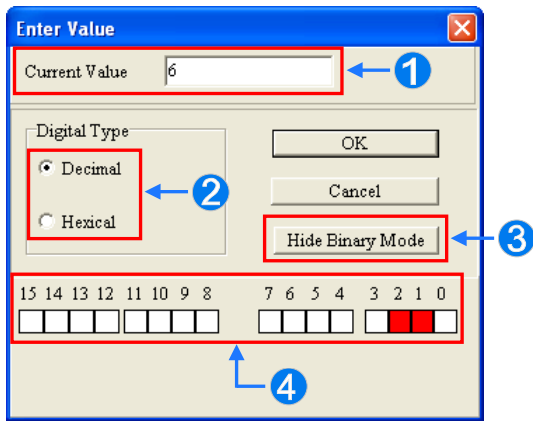 Enter Value
Current Value 6
1
Digital Type
Decimal
Hexical
2
OK
Cancel
Hide Binary Mode
3
15 14 13 12 11 10 9 8 7 6 5 4 3 2 1 0
4